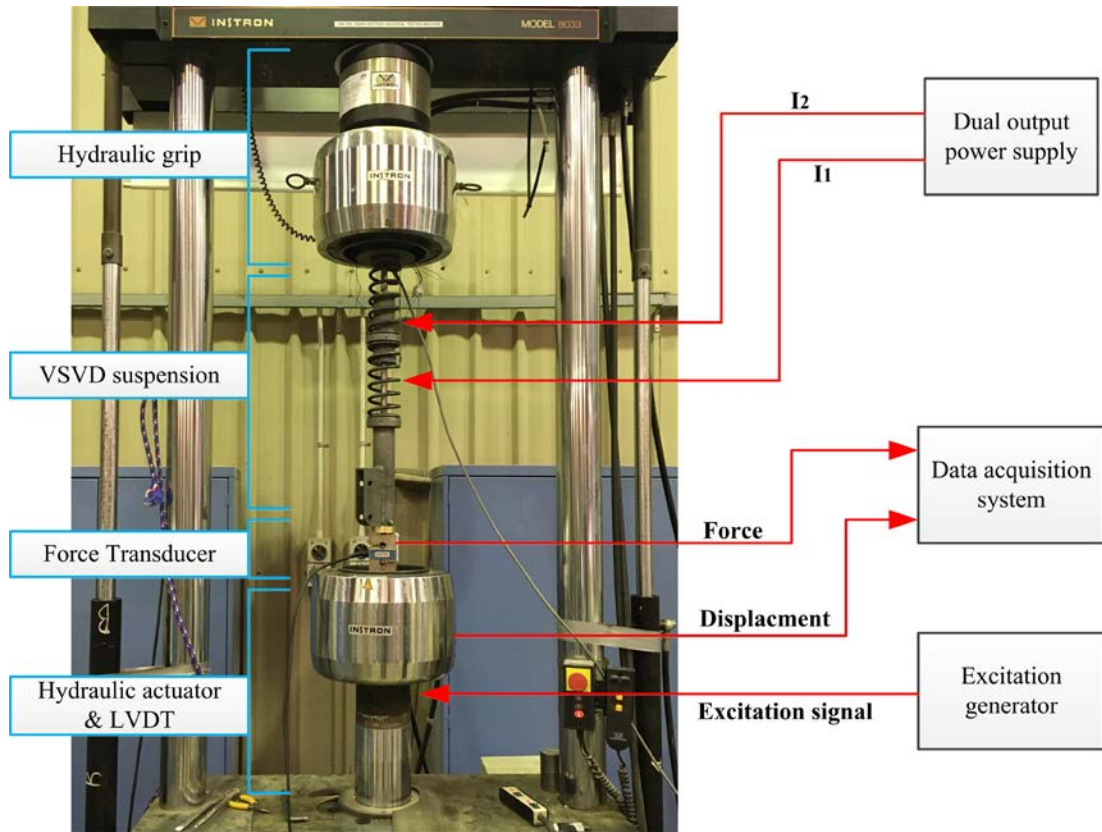 INSTRON
MODEL 8033
INSTRON
INSTRON
INSTRON
Hydraulic grip
VSVD suspension
Force Transducer
Hydraulic actuator
& LVDT
I2
I1
Dual output
power supply
Force
Data acquisition
system
Displacment
Excitation signal
Excitation
generator